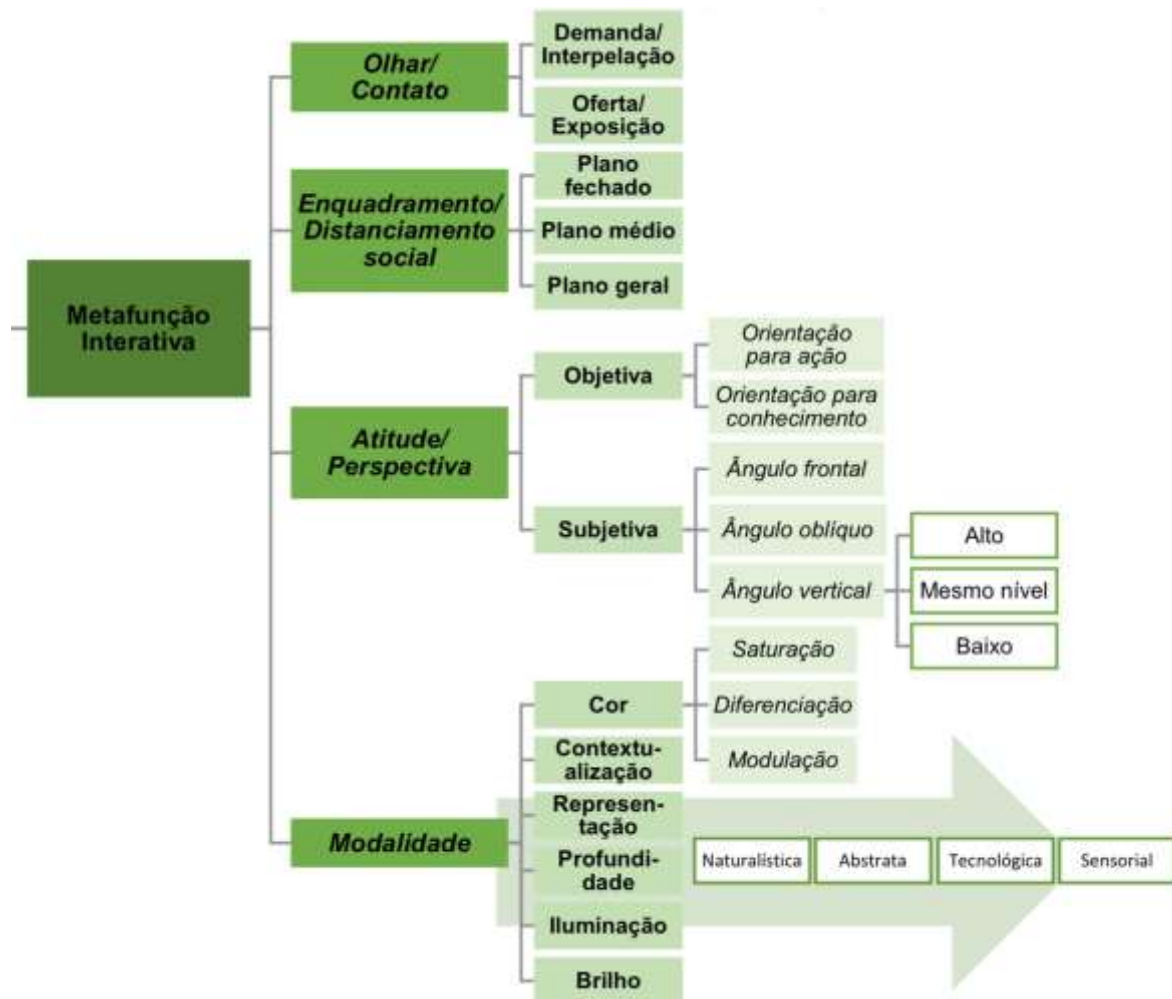 Metafunção
Interativa
Olhar/
Contato
Demanda/
Interpelação
Oferta/
Exposição
Enquadramento/
Distanciamento
social
Plano
fechado
Plano médio
Plano geral
Atitude/
Perspectiva
Objetiva
Orientação
para ação
Orientação para
conhecimento
Subjetiva
Ângulo frontal
Ângulo oblíquo
Ângulo vertical
Alto
Mesmo nível
Baixo
Modalidade
Cor
Saturação
Diferenciação
Modulação
Contextu-
alização
Represen-
tação
Profundi-
dade
Iluminação
Brilho
Naturalística
Abstrata
Tecnológica
Sensorial